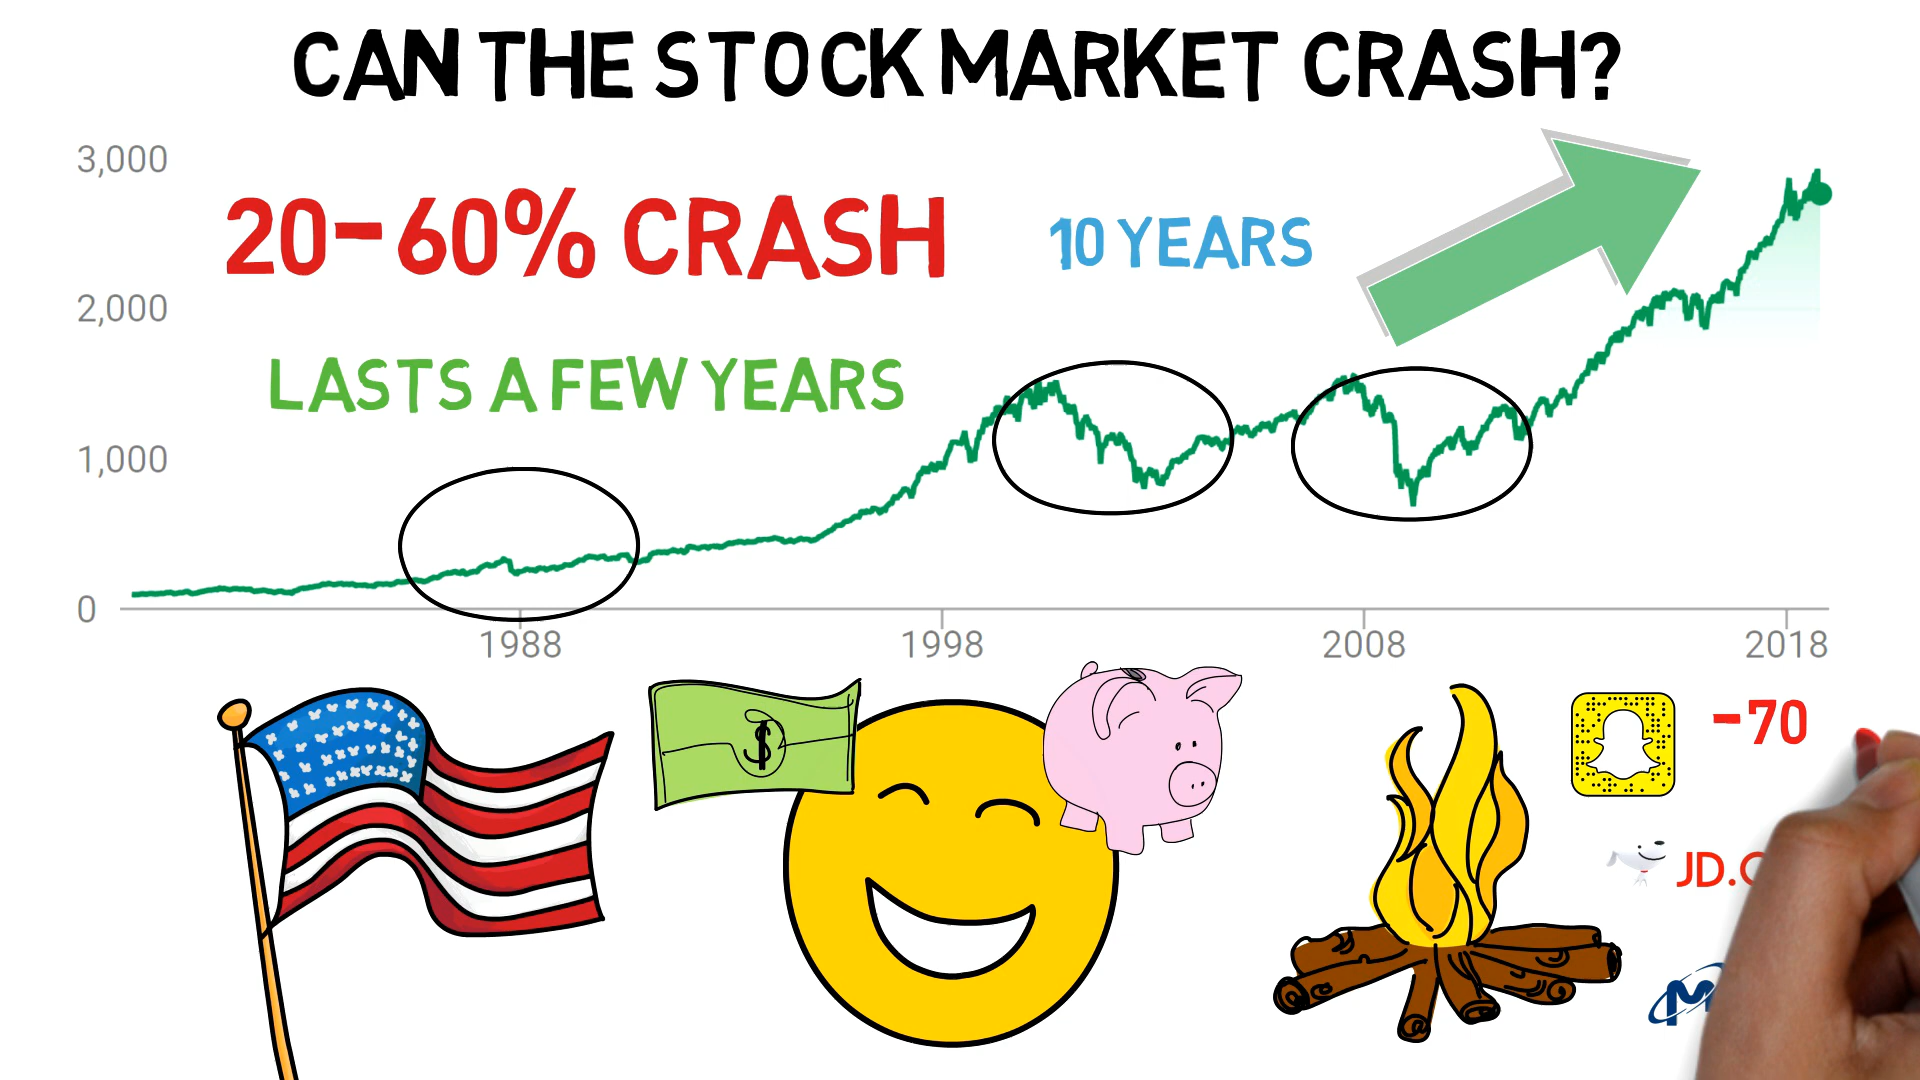 CAN THE STOCK MARKET CRASH?
3,000
20-60% CRASH
10 YEARS
2,000
LASTS A FEW YEARS
1,000
0
1988
1998
2008
2018
$
-70
JD.
M